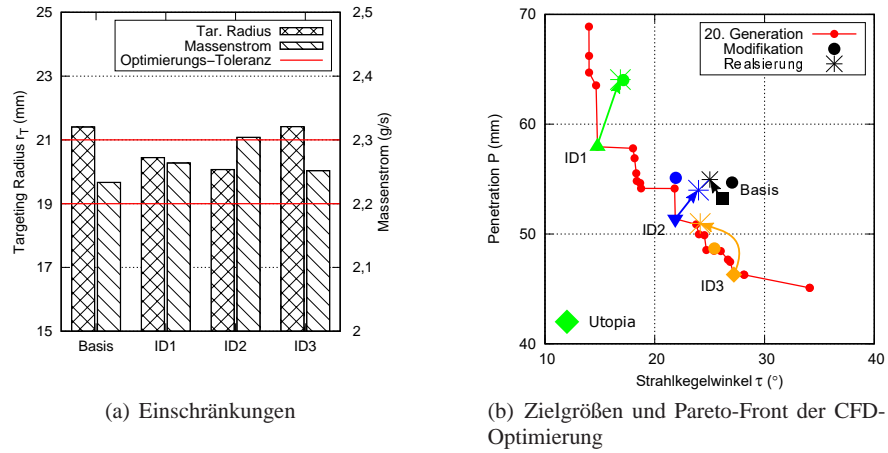 25
23
21
19
17
15
Targeting Radius r_T (mm)
Tar. Radius
Massenstrom
Optimierungs-Toleranz
2,5
2,4
2,3
2,2
2,1
2
Massenstrom (g/s)
Basis ID1 ID2 ID3
(a) Einschränkungen
70
60
50
40
Penetration P (mm)
20. Generation
Modifikation
Realsierung
ID1
Basis
ID2
ID3
Utopia
10 20 30 40
Strahlkegelwinkel τ (°)
(b) Zielgrößen und Pareto-Front der CFD-
Optimierung